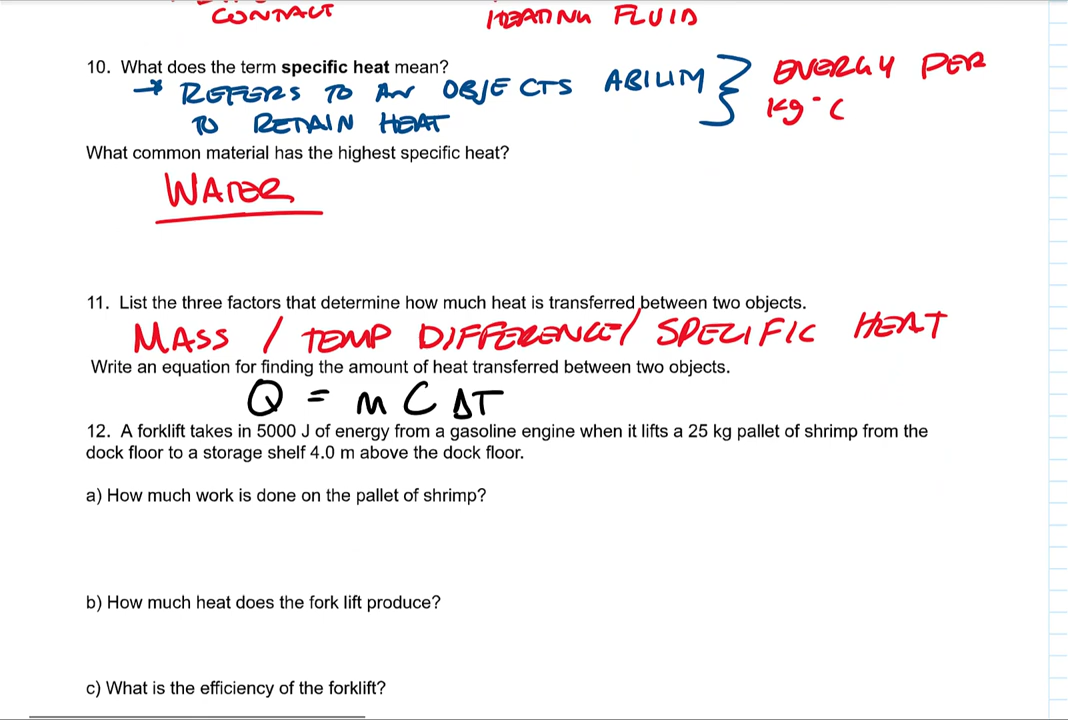 CONTACT HEATING FLUID
10. What does the term specific heat mean?
→ REFERS TO AN OBJECTS ABILITY } ENERGY PER
TO RETAIN HEAT kg°C
What common material has the highest specific heat?
WATER
11. List the three factors that determine how much heat is transferred between two objects.
MASS / TEMP DIFFERENCE / SPECIFIC HEAT
Write an equation for finding the amount of heat transferred between two objects.
Q = m C ΔT
12. A forklift takes in 5000 J of energy from a gasoline engine when it lifts a 25 kg pallet of shrimp from the
dock floor to a storage shelf 4.0 m above the dock floor.
a) How much work is done on the pallet of shrimp?
b) How much heat does the fork lift produce?
c) What is the efficiency of the forklift?